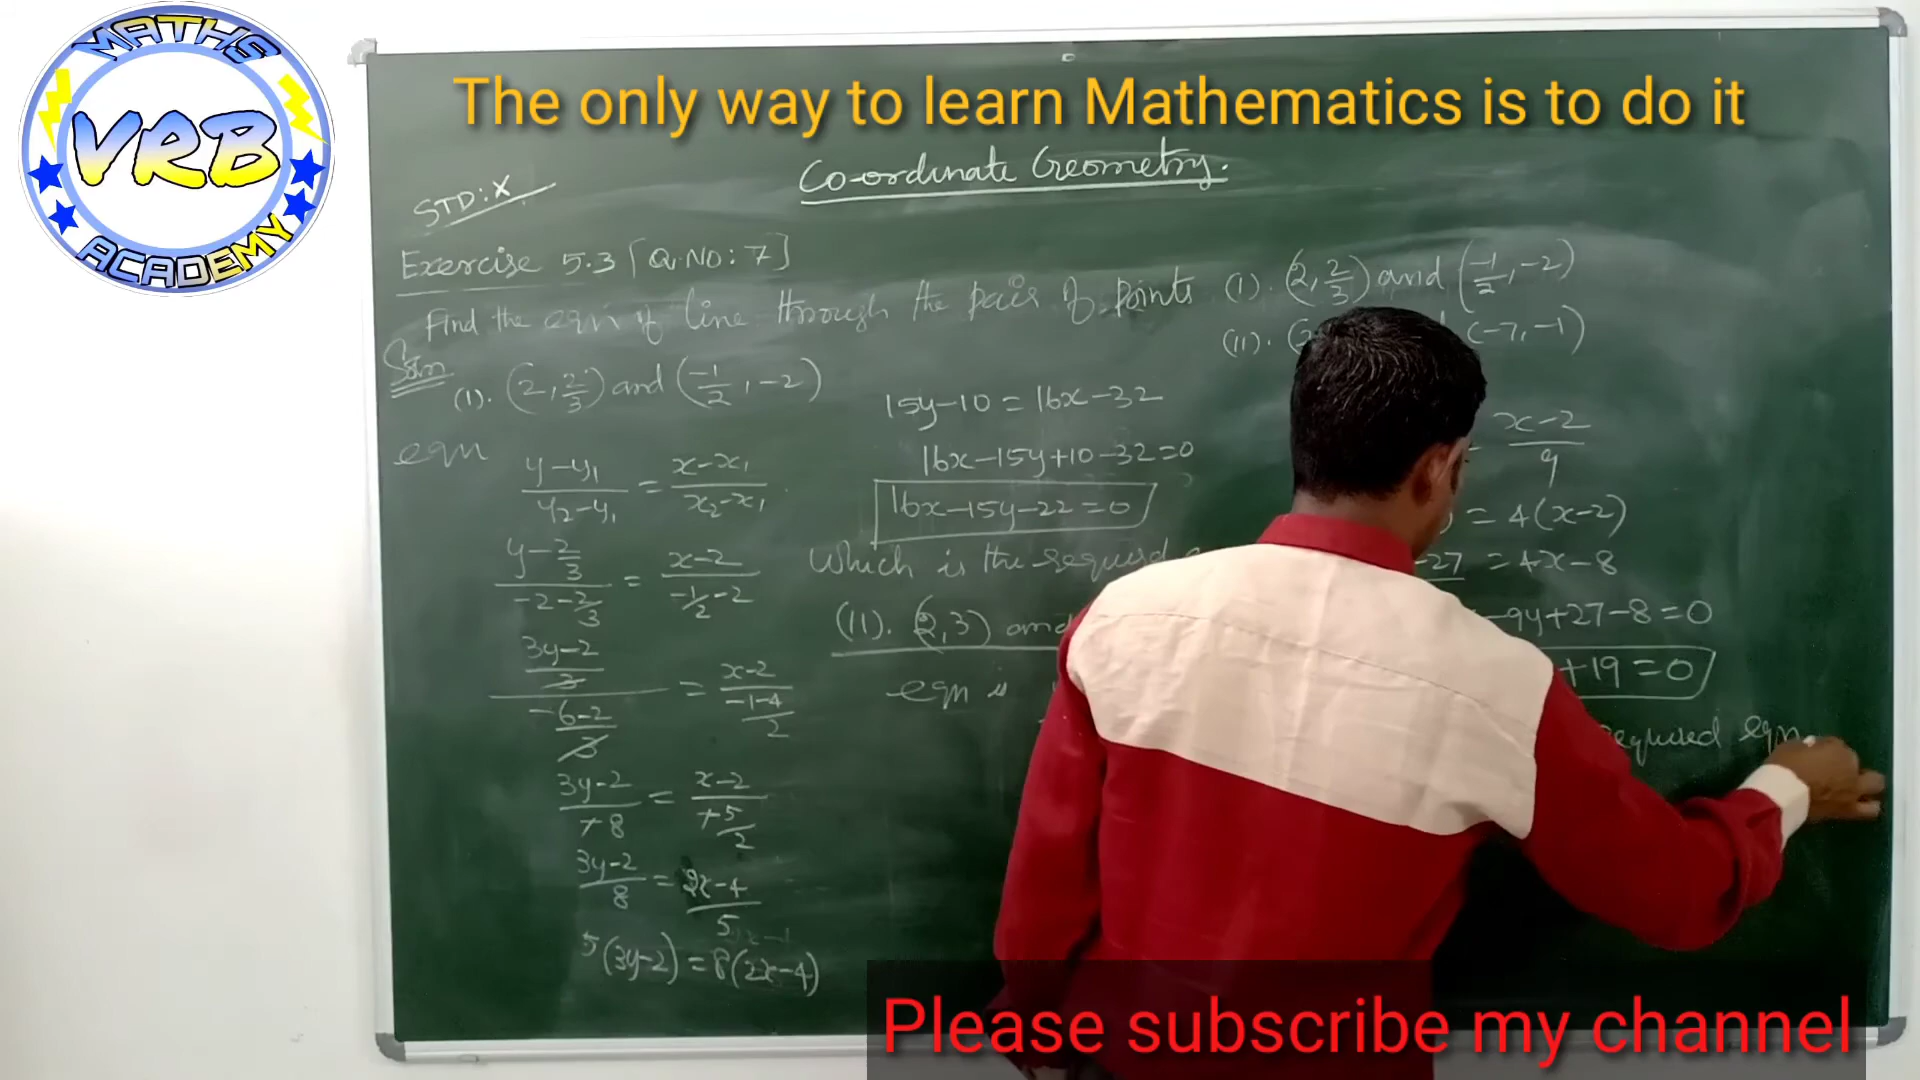 MATHS
VRB
ACADEMY
The only way to learn Mathematics is to do it
Co-ordinate Geometry.
STD: X
Exercise 5.3 [Q.NO: 7]
Find the eqn of line through the pair of points (I). (2, 2/3) and (-1/2, -2)
(II). (-7, -1)
Soln
(I). (2, 2/3) and (-1/2, -2)
eqn
y-y₁/y₂-y₁ = x-x₁/x₂-x₁
y-2/3/-2-2/3 = x-2/-1/2-2
3y-2/3/-6-2/3 = x-2/-1-4/2
3y-2/+8 = x-2/+5/2
3y-2/8 = 2x-4/5
5(3y-2) = 8(2x-4)
15y-10 = 16x-32
16x-15y+10-32=0
16x-15y-22=0
Which is the required
(II). (2,3) and
eqn is
x-2/9
= 4(x-2)
-27 = 4x-8
-9y+27-8=0
+19=0
required eqn.
Please subscribe my channel